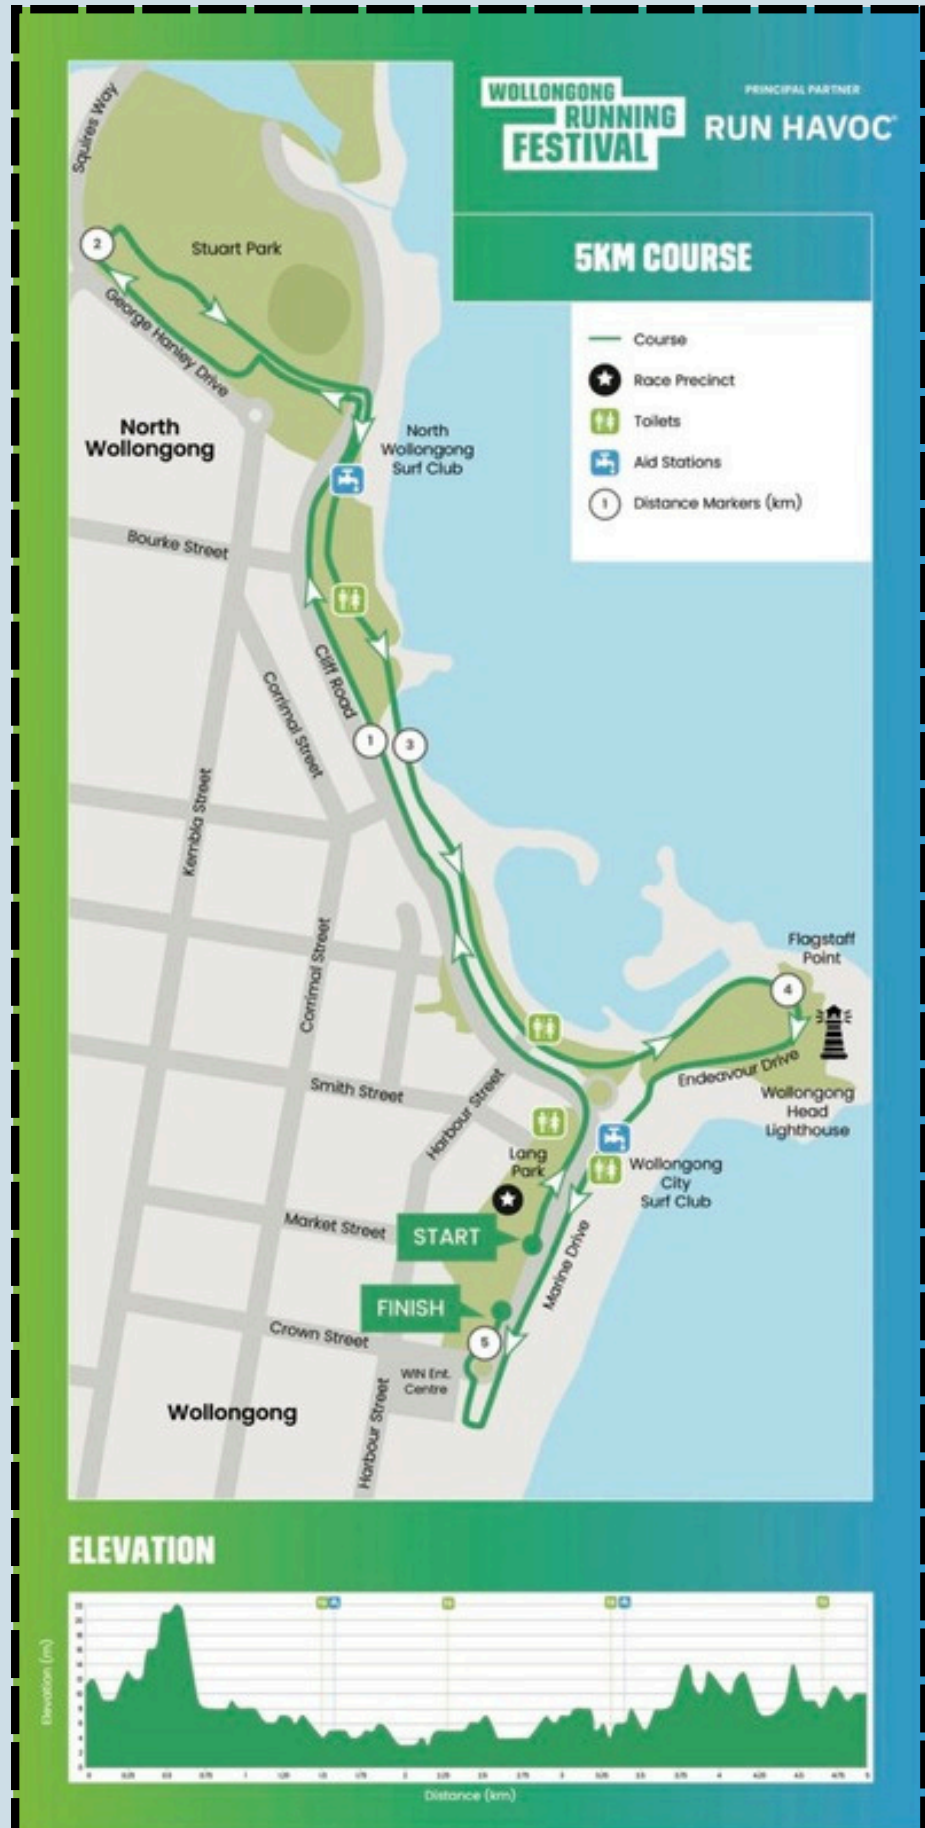 WOLLONGONG
RUNNING
FESTIVAL
PRINCIPAL PARTNER
RUN HAVOC
5KM COURSE
Course
Race Precinct
Toilets
Aid Stations
1
Distance Markers (km)
Squires Way
2
Stuart Park
George Hanley Drive
North
Wollongong
North
Wollongong
Surf Club
Bourke Street
Cliff Road
Corrimal Street
1
3
Kembla Street
Corrimal Street
Flagstaff
Point
4
Endeavour Drive
Smith Street
Harbour Street
Wollongong
Head
Lighthouse
Lang
Park
Wollongong
City
Surf Club
Market Street
START
Marine Drive
FINISH
5
Crown Street
WIN Ent.
Centre
Wollongong
Harbour Street
ELEVATION
Elevation (m)
Distance (km)